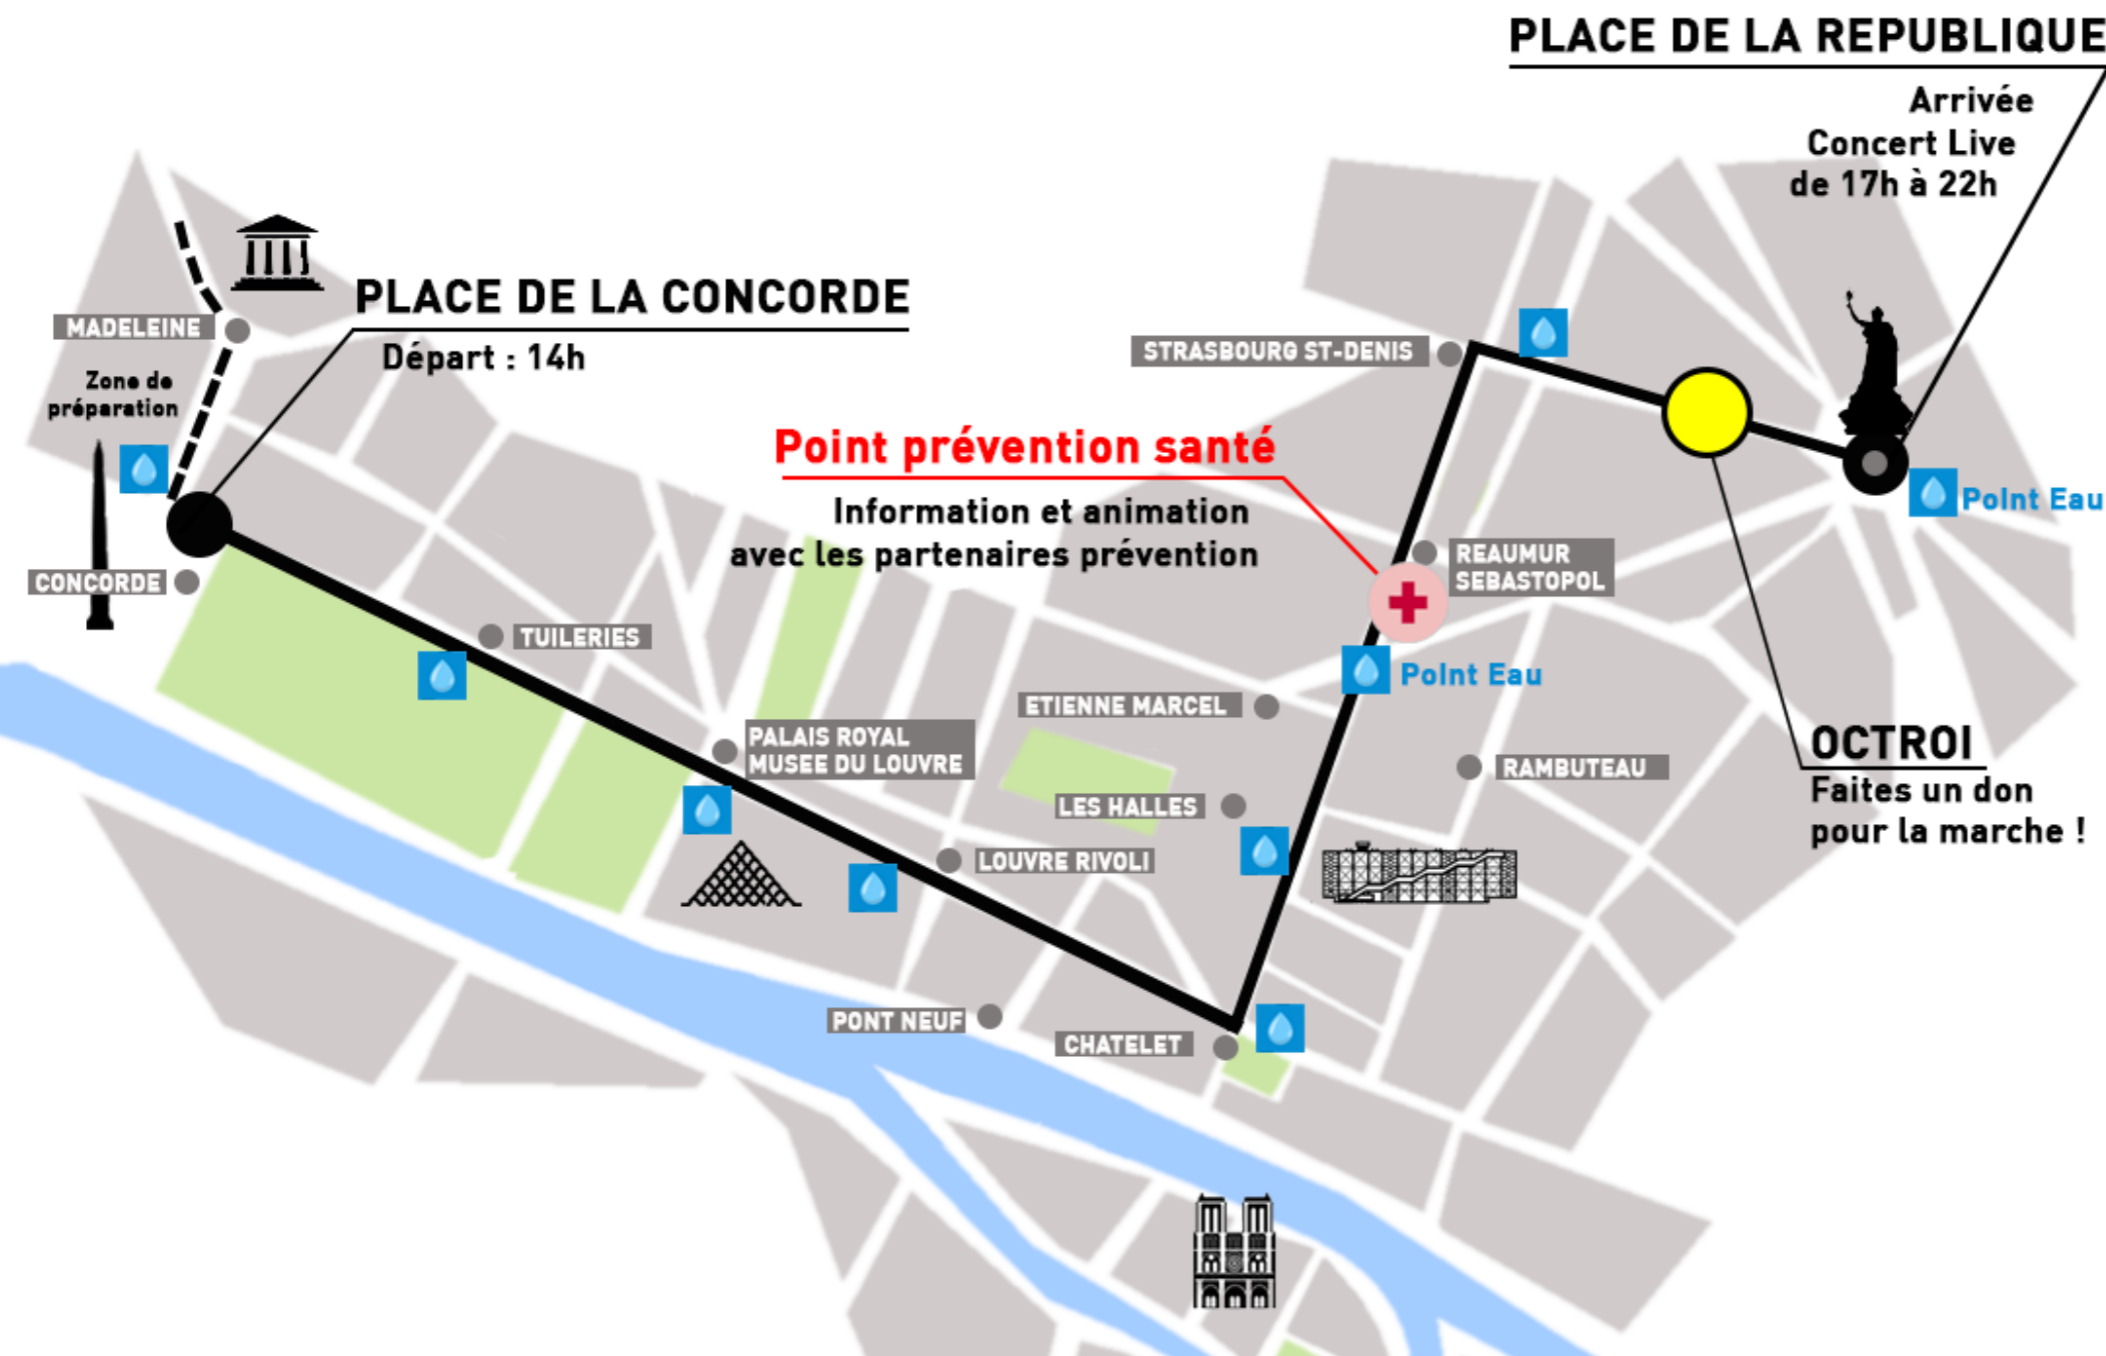 PLACE DE LA REPUBLIQUE
Arrivée
Concert Live
de 17h à 22h
PLACE DE LA CONCORDE
Départ : 14h
MADELEINE
Zone de
préparation
STRASBOURG ST-DENIS
Point prévention santé
Information et animation
avec les partenaires prévention
Point Eau
REAUMUR
SEBASTOPOL
CONCORDE
TUILERIES
Point Eau
ETIENNE MARCEL
PALAIS ROYAL
MUSEE DU LOUVRE
RAMBUTEAU
OCTROI
Faites un don
pour la marche !
LES HALLES
LOUVRE RIVOLI
PONT NEUF
CHATELET